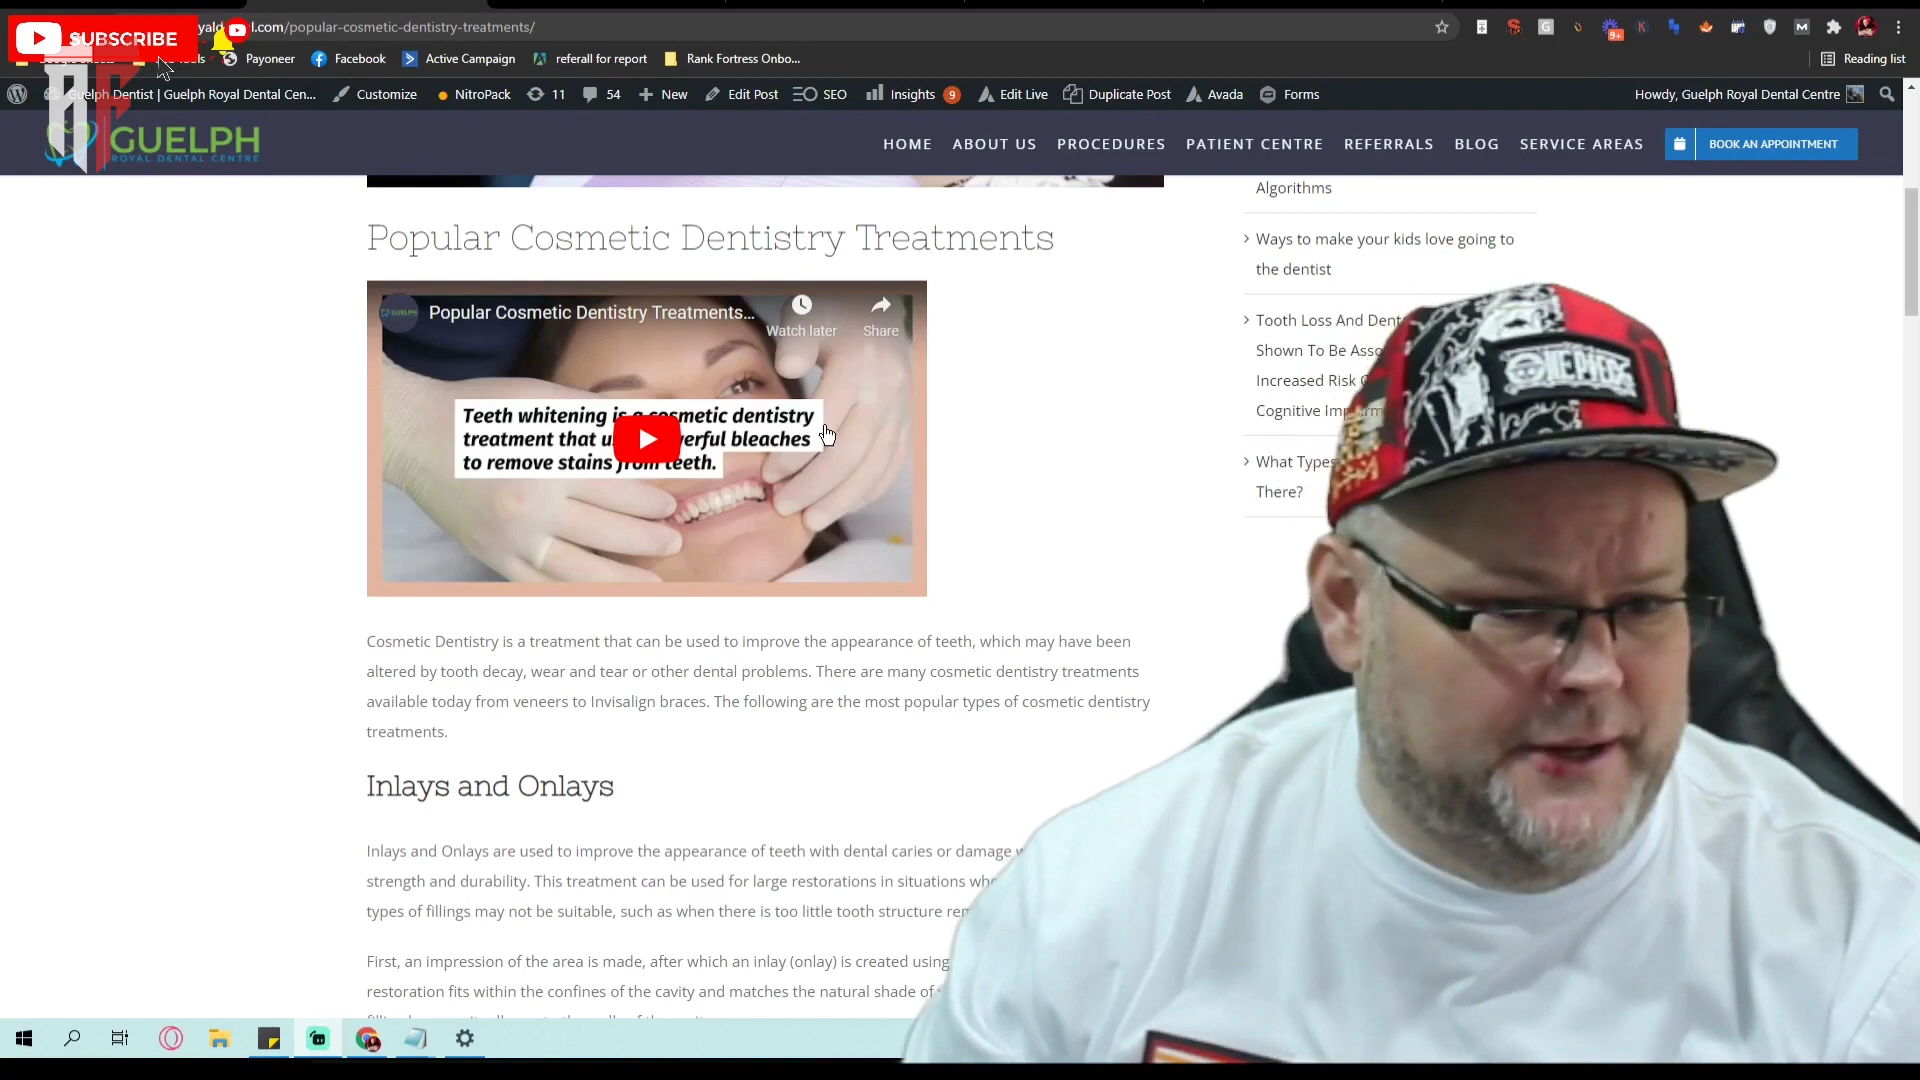 SUBSCRIBE
.com/popular-cosmetic-dentistry-treatments/
9+
Payoneer
Facebook
Active Campaign
referall for report
Rank Fortress Onbo...
Reading list
Guelph Dentist | Guelph Royal Dental Cen...
Customize
NitroPack
11
54
New
Edit Post
SEO
Insights 9
Edit Live
Duplicate Post
Avada
Forms
Howdy, Guelph Royal Dental Centre
GUELPH
ROYAL DENTAL CENTRE
HOME
ABOUT US
PROCEDURES
PATIENT CENTRE
REFERRALS
BLOG
SERVICE AREAS
BOOK AN APPOINTMENT
Algorithms
Ways to make your kids love going to
the dentist
Tooth Loss And
Shown To Be
Increased Risk
Cognitive
What Types
There?
ONE PIECE
Popular Cosmetic Dentistry Treatments
GUELPH
Popular Cosmetic Dentistry Treatments...
Watch later
Share
Teeth whitening is a cosmetic dentistry
treatment that bleaches
to remove stains from teeth.
Cosmetic Dentistry is a treatment that can be used to improve the appearance of teeth, which may have been
altered by tooth decay, wear and tear or other dental problems. There are many cosmetic dentistry treatments
available today from veneers to Invisalign braces. The following are the most popular types of cosmetic dentistry
treatments.
Inlays and Onlays
Inlays and Onlays are used to improve the appearance of teeth with dental caries or damage
strength and durability. This treatment can be used for large restorations in situations
types of fillings may not be suitable, such as when there is too little tooth structure
First, an impression of the area is made, after which an inlay (onlay) is created using
restoration fits within the confines of the cavity and matches the natural shade of